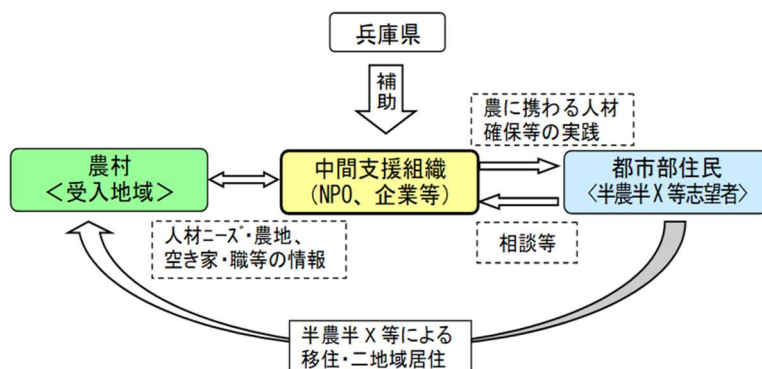 兵庫県
補助
農に携わる人材
確保等の実践
農村
＜受入地域＞
中間支援組織
（NPO、企業等）
都市部住民
〈半農半Ｘ等志望者〉
人材ニーズ・農地、
空き家・職等の情報
相談等
半農半Ｘ等による
移住・二地域居住